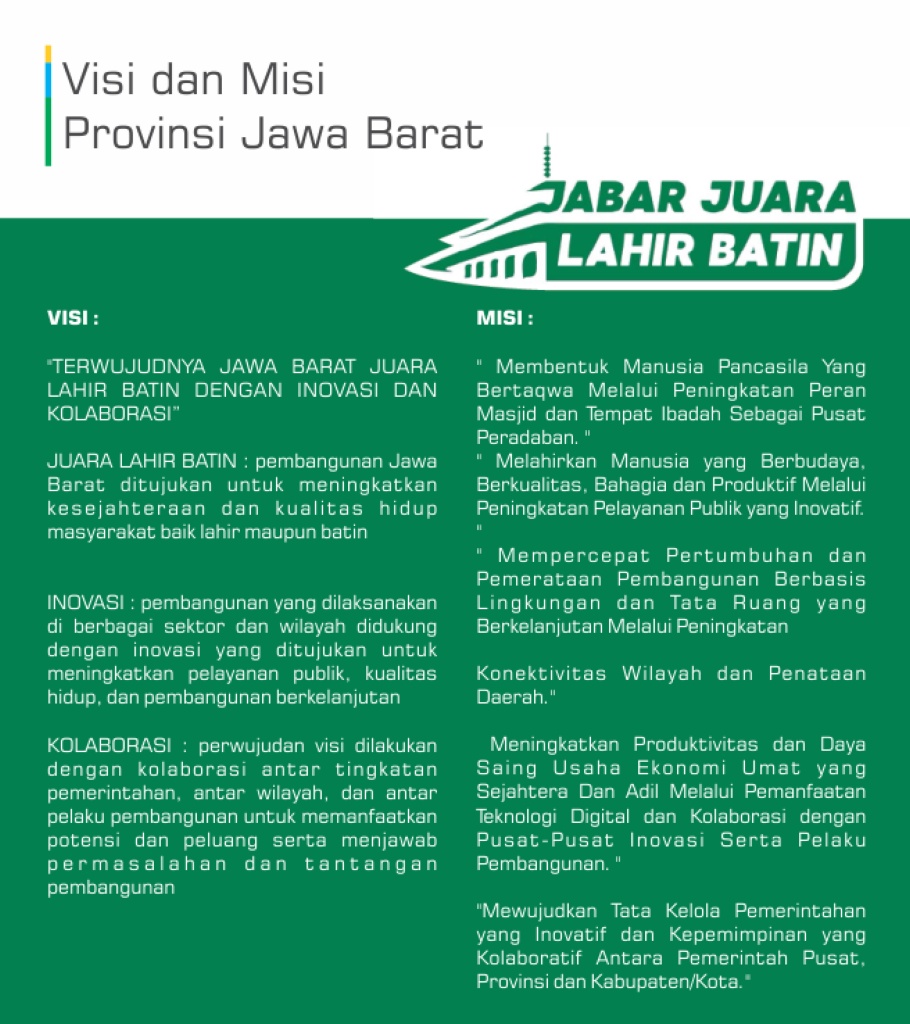 Visi dan Misi
Provinsi Jawa Barat
JABAR JUARA
LAHIR BATIN
VISI :
"TERWUJUDNYA JAWA BARAT JUARA
LAHIR BATIN DENGAN INOVASI DAN
KOLABORASI”
JUARA LAHIR BATIN : pembangunan Jawa
Barat ditujukan untuk meningkatkan
kesejahteraan dan kualitas hidup
masyarakat baik lahir maupun batin
INOVASI : pembangunan yang dilaksanakan
di berbagai sektor dan wilayah didukung
dengan inovasi yang ditujukan untuk
meningkatkan pelayanan publik, kualitas
hidup, dan pembangunan berkelanjutan
KOLABORASI : perwujudan visi dilakukan
dengan kolaborasi antar tingkatan
pemerintahan, antar wilayah, dan antar
pelaku pembangunan untuk memanfaatkan
potensi dan peluang serta menjawab
permasalahan dan tantangan
pembangunan
MISI :
" Membentuk Manusia Pancasila Yang
Bertaqwa Melalui Peningkatan Peran
Masjid dan Tempat Ibadah Sebagai Pusat
Peradaban. "
" Melahirkan Manusia yang Berbudaya,
Berkualitas, Bahagia dan Produktif Melalui
Peningkatan Pelayanan Publik yang Inovatif.
"
" Mempercepat Pertumbuhan dan
Pemerataan Pembangunan Berbasis
Lingkungan dan Tata Ruang yang
Berkelanjutan Melalui Peningkatan
Konektivitas Wilayah dan Penataan
Daerah."
Meningkatkan Produktivitas dan Daya
Saing Usaha Ekonomi Umat yang
Sejahtera Dan Adil Melalui Pemanfaatan
Teknologi Digital dan Kolaborasi dengan
Pusat-Pusat Inovasi Serta Pelaku
Pembangunan. "
"Mewujudkan Tata Kelola Pemerintahan
yang Inovatif dan Kepemimpinan yang
Kolaboratif Antara Pemerintah Pusat,
Provinsi dan Kabupaten/Kota."